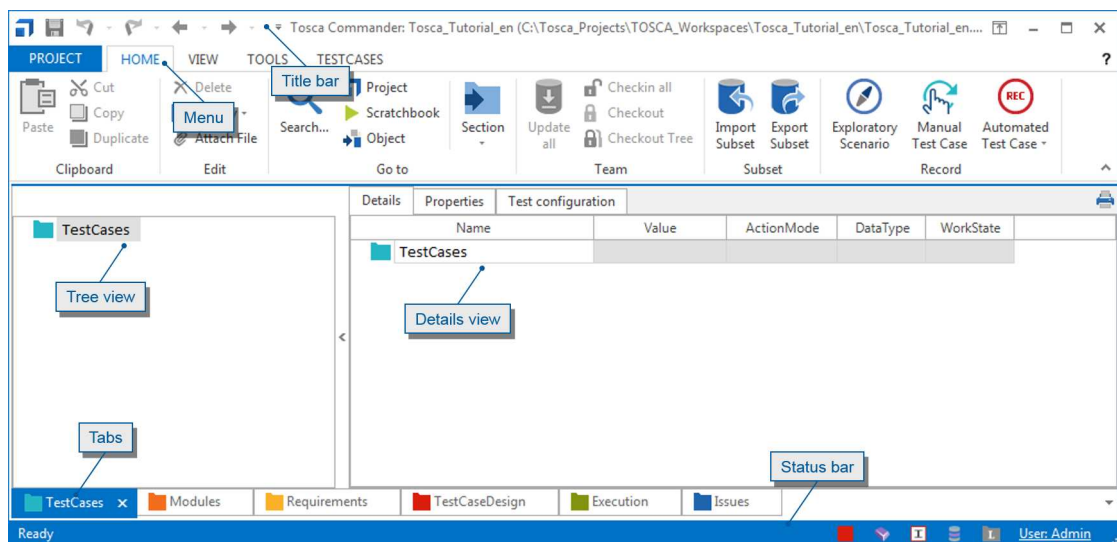 Tosca Commander: Tosca_Tutorial_en (C:\Tosca_Projects\TOSCA_Workspaces\Tosca_Tutorial_en\Tosca_Tutorial_en....
PROJECT HOME VIEW TOOLS TESTCASES ?
Title bar
Menu
Paste
Cut
Copy
Duplicate
Clipboard
Delete
Attach File
Edit
Search...
Project
Scratchbook
Object
Section
Go to
Update all
Checkin all
Checkout
Checkout Tree
Team
Import Subset
Export Subset
Subset
Exploratory Scenario
Manual Test Case
REC
Automated Test Case
Record
Details Properties Test configuration
TestCases
Name Value ActionMode DataType WorkState
TestCases
Tree view
Details view
Tabs
Status bar
TestCases Modules Requirements TestCaseDesign Execution Issues
Ready
I
L
User: Admin